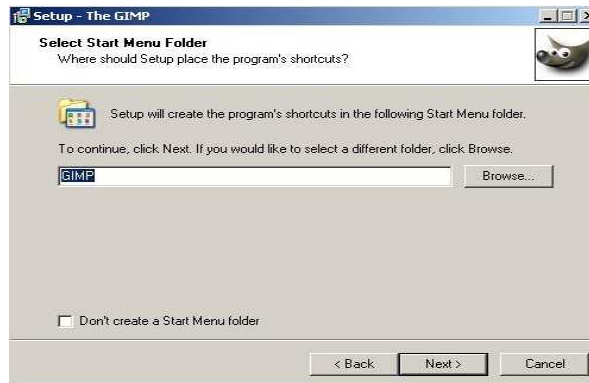 Setup - The GIMP
Select Start Menu Folder
Where should Setup place the program's shortcuts?
Setup will create the program's shortcuts in the following Start Menu folder.
To continue, click Next. If you would like to select a different folder, click Browse.
GIMP
Browse...
Don't create a Start Menu folder
< Back
Next >
Cancel